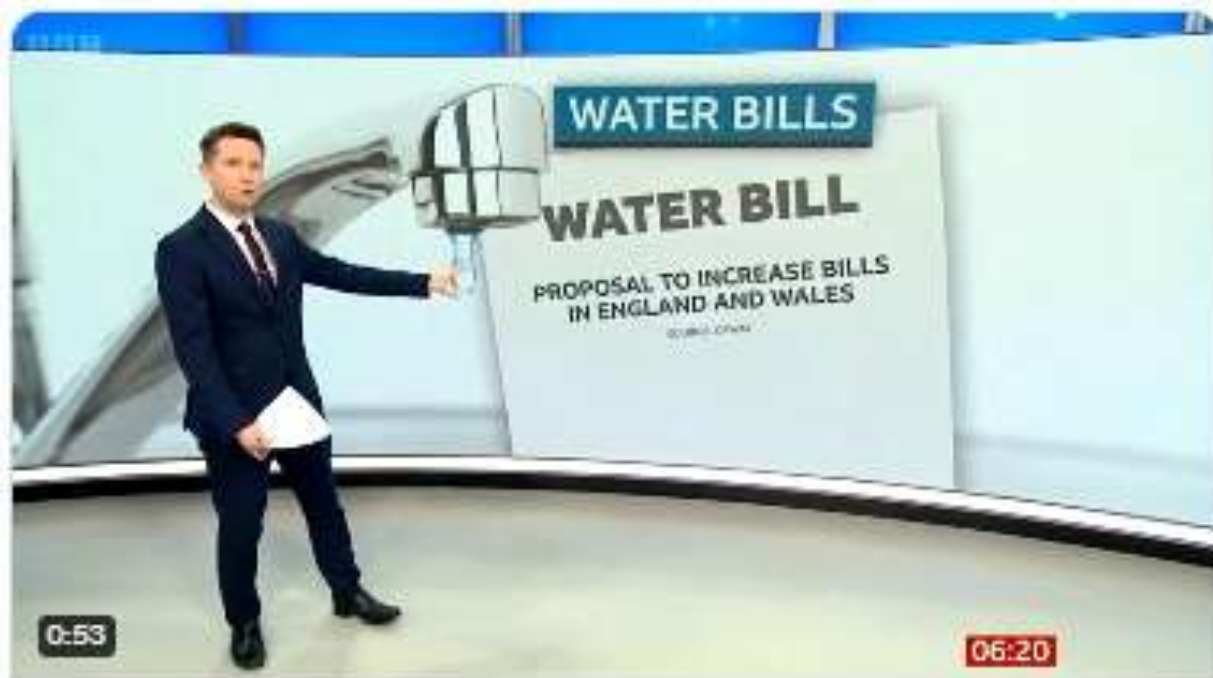 WATER BILLS
WATER BILL
PROPOSAL TO INCREASE BILLS
IN ENGLAND AND WALES
0:53
06:20